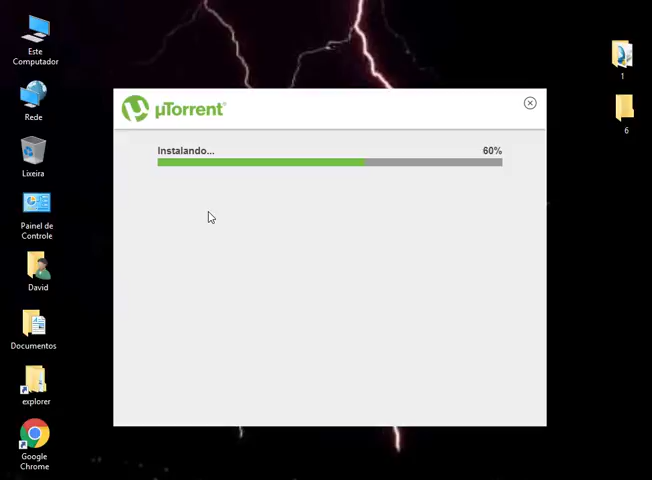 Este
Computador
Rede
Lixeira
Painel de
Controle
David
Documentos
explorer
Google
Chrome
µTorrent®
Instalando...
60%
1
6